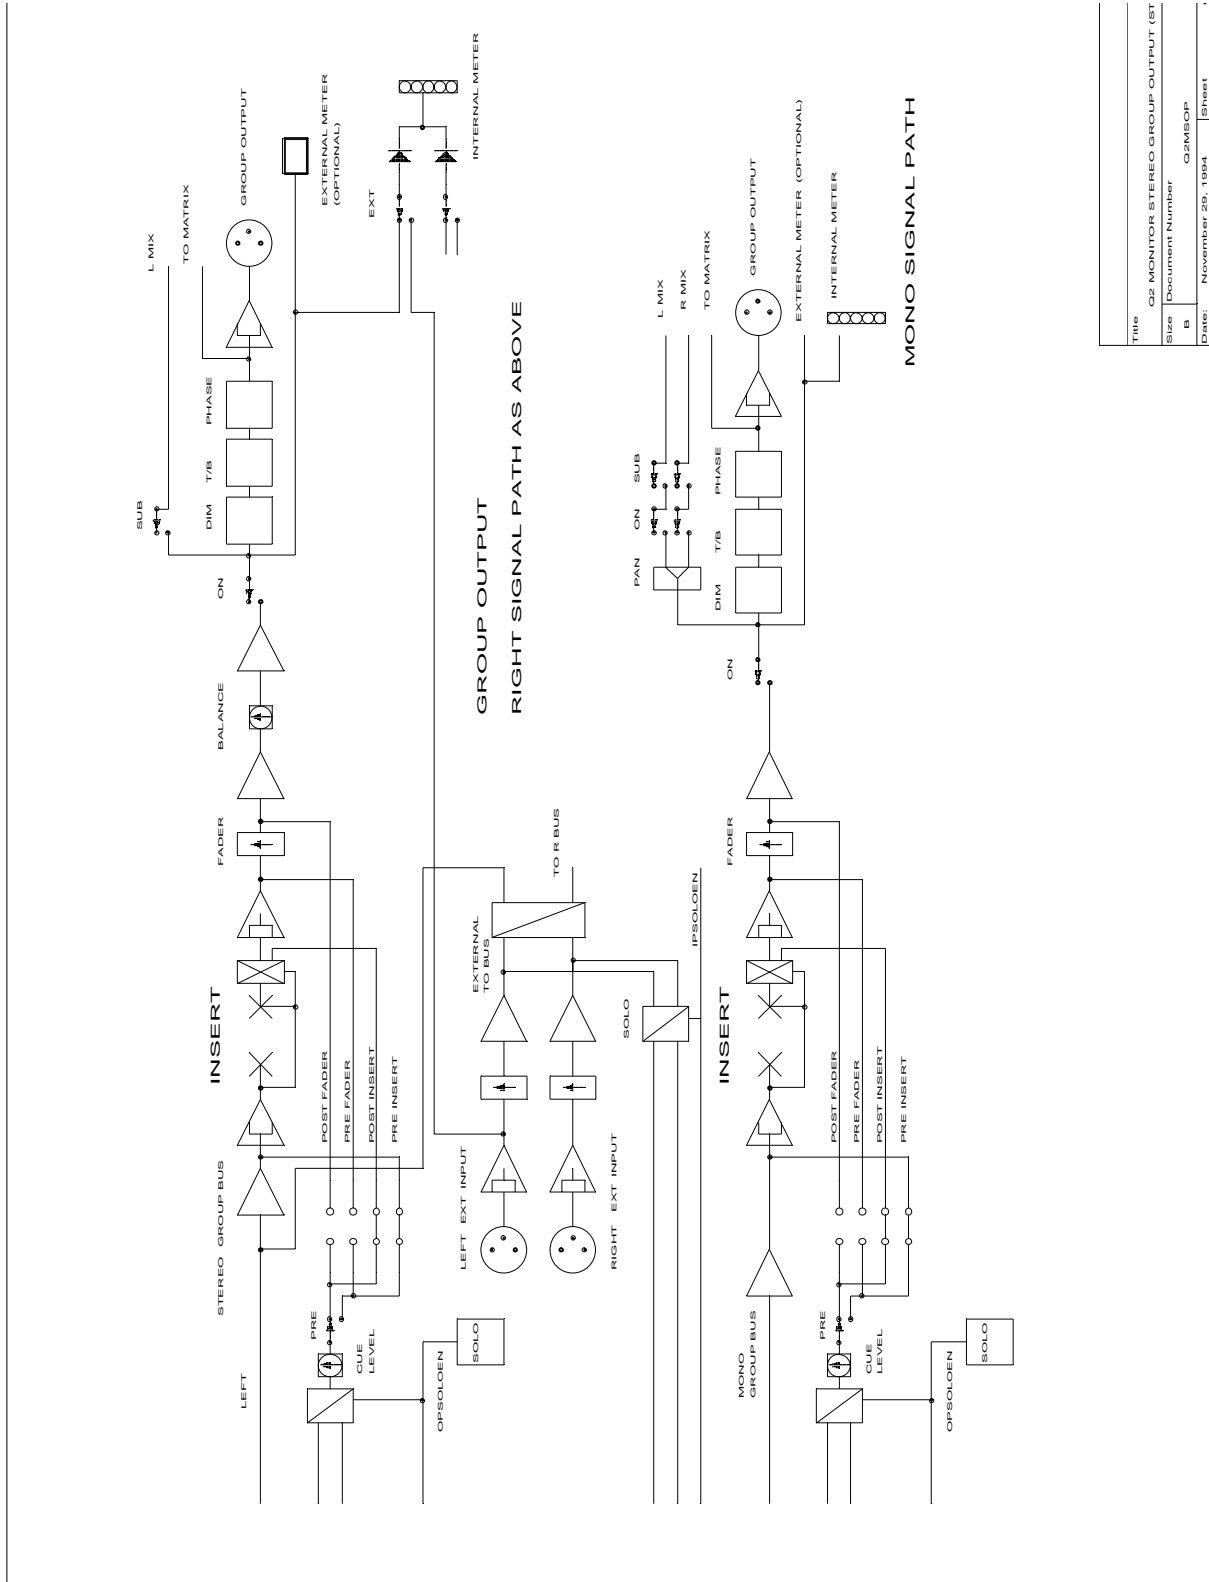 L MIX
TO MATRIX
GROUP OUTPUT
EXTERNAL METER
(OPTIONAL)
INTERNAL METER
EXT
SUB
DIM
T/B
PHASE
ON
BALANCE
FADER
INSERT
POST FADER
PRE FADER
POST INSERT
PRE INSERT
STEREO GROUP BUS
LEFT
PRE
CUE
LEVEL
SOLO
OPSOLOEN
GROUP OUTPUT
RIGHT SIGNAL PATH AS ABOVE
TO R BUS
EXTERNAL
TO BUS
LEFT EXT INPUT
RIGHT EXT INPUT
SOLO
IPSOLOEN
L MIX
R MIX
TO MATRIX
GROUP OUTPUT
EXTERNAL METER (OPTIONAL)
INTERNAL METER
MONO SIGNAL PATH
SUB
ON
PAN
DIM
T/B
PHASE
ON
FADER
INSERT
POST FADER
PRE FADER
POST INSERT
PRE INSERT
MONO
GROUP BUS
PRE
CUE
LEVEL
SOLO
OPSOLOEN
Title
Q2 MONITOR STEREO GROUP OUTPUT (ST
Size Document Number
B Q2MSOP
Date: November 29, 1994 Sheet